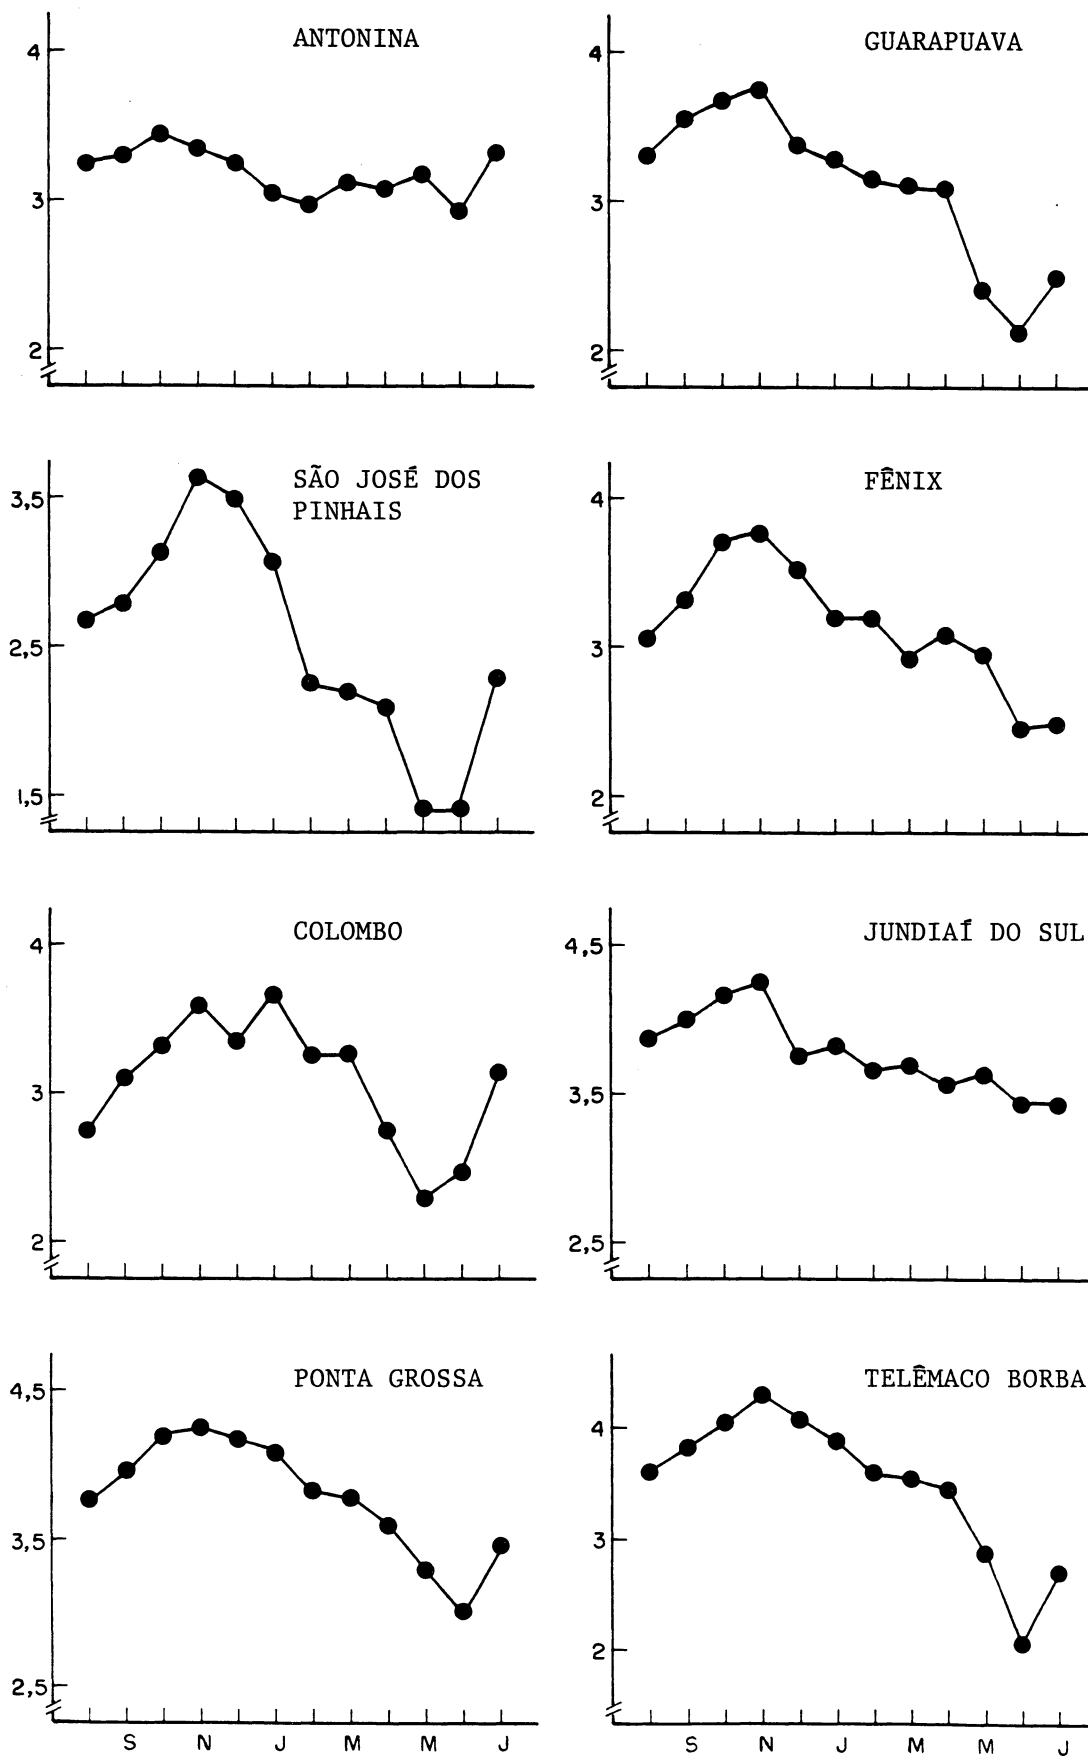 ANTONINA
4
3
2
GUARAPUAVA
4
3
2
SÃO JOSÉ DOS
PINHAIS
3,5
2,5
1,5
FÊNIX
4
3
2
COLOMBO
4
3
2
JUNDIAÍ DO SUL
4,5
3,5
2,5
PONTA GROSSA
4,5
3,5
2,5
S N J M M J
TELÊMACO BORBA
4
3
2
S N J M M J